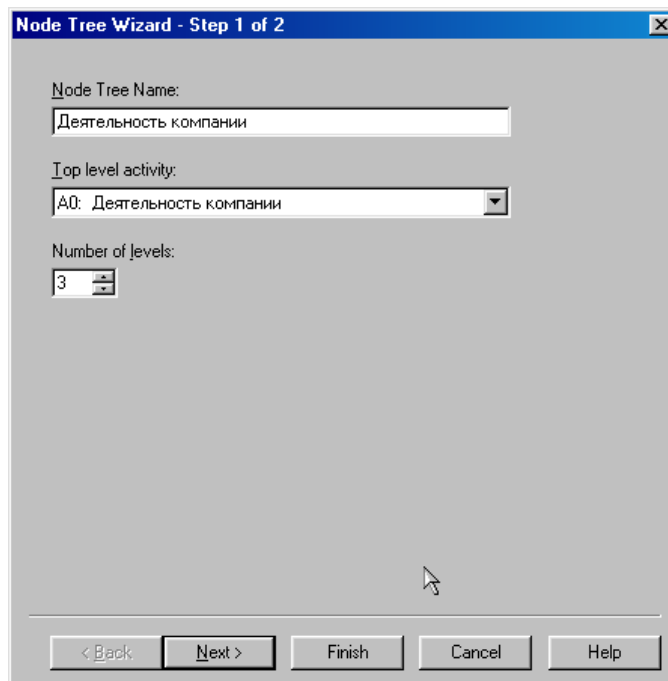 Node Tree Wizard - Step 1 of 2
Node Tree Name:
Деятельность компании
Top level activity:
A0: Деятельность компании
Number of levels:
3
< Back Next > Finish Cancel Help